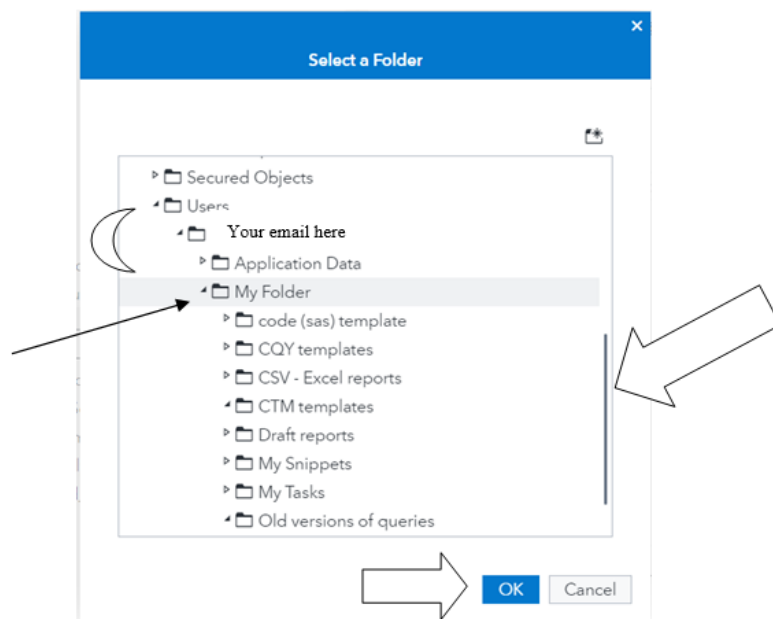 Select a Folder
Secured Objects
Users
Your email here
Application Data
My Folder
code (sas) template
CQY templates
CSV - Excel reports
CTM templates
Draft reports
My Snippets
My Tasks
Old versions of queries
OK Cancel